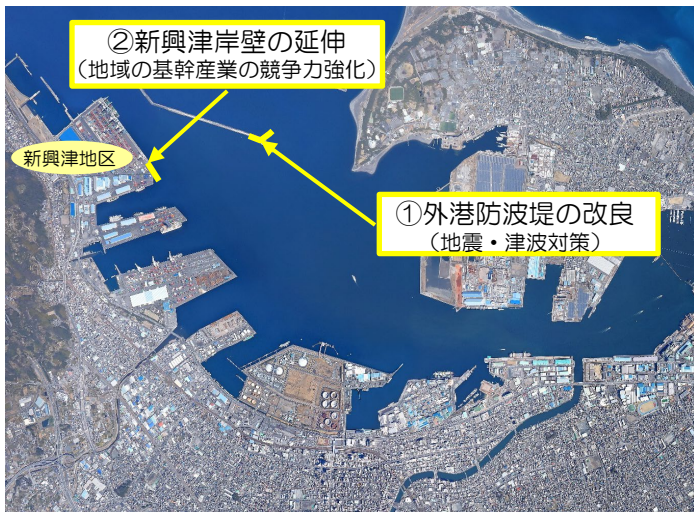 ②新興津岸壁の延伸
(地域の基幹産業の競争力強化)
新興津地区
①外港防波堤の改良
(地震・津波対策)